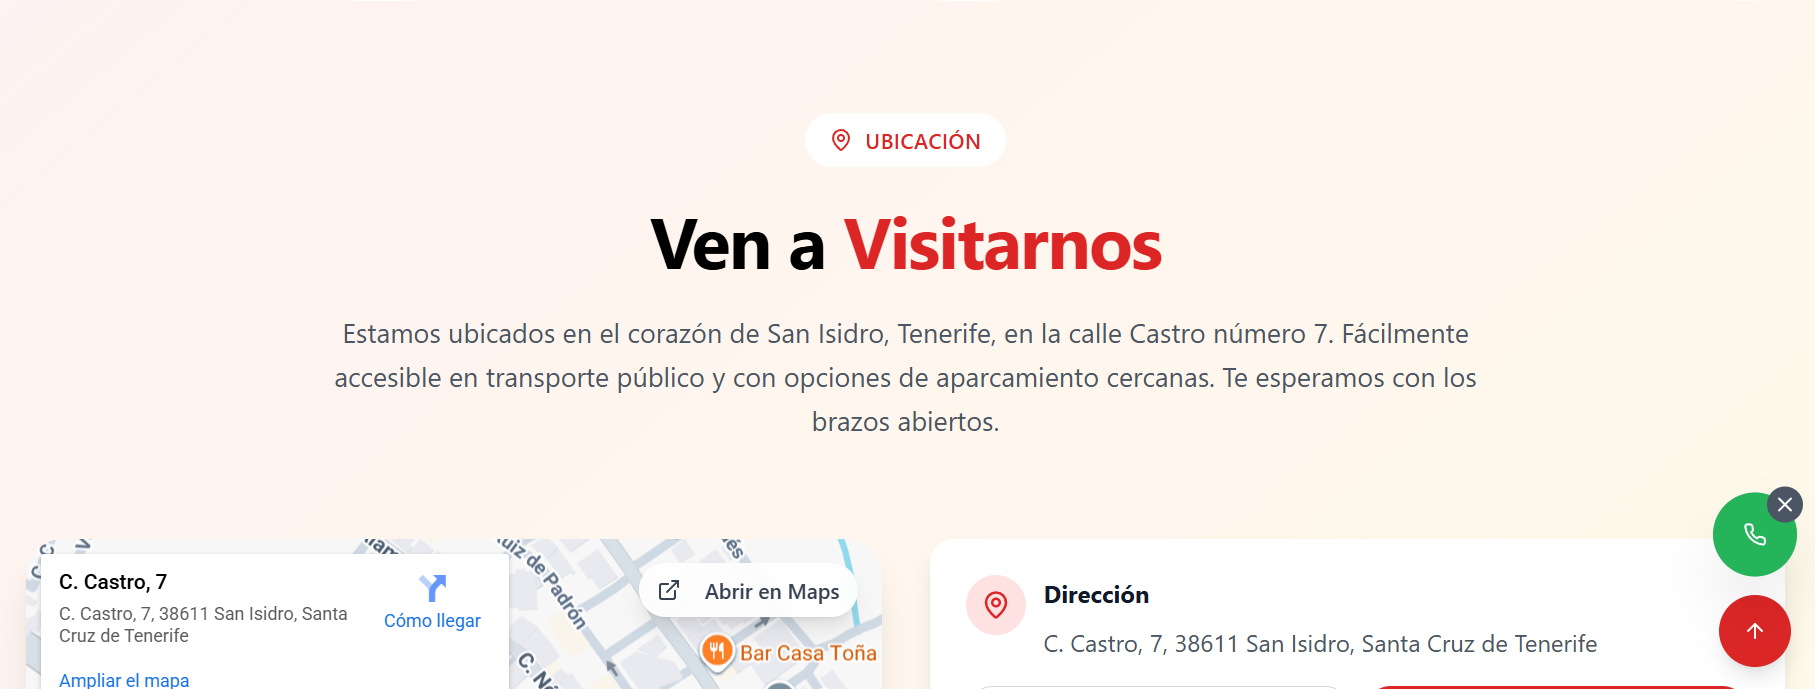 UBICACIÓN
Ven a Visitarnos
Estamos ubicados en el corazón de San Isidro, Tenerife, en la calle Castro número 7. Fácilmente
accesible en transporte público y con opciones de aparcamiento cercanas. Te esperamos con los
brazos abiertos.
C. Castro, 7
C. Castro, 7, 38611 San Isidro, Santa
Cruz de Tenerife
Cómo llegar
Ampliar el mapa
uiz de Padrón
Abrir en Maps
Bar Casa Toña
Dirección
C. Castro, 7, 38611 San Isidro, Santa Cruz de Tenerife